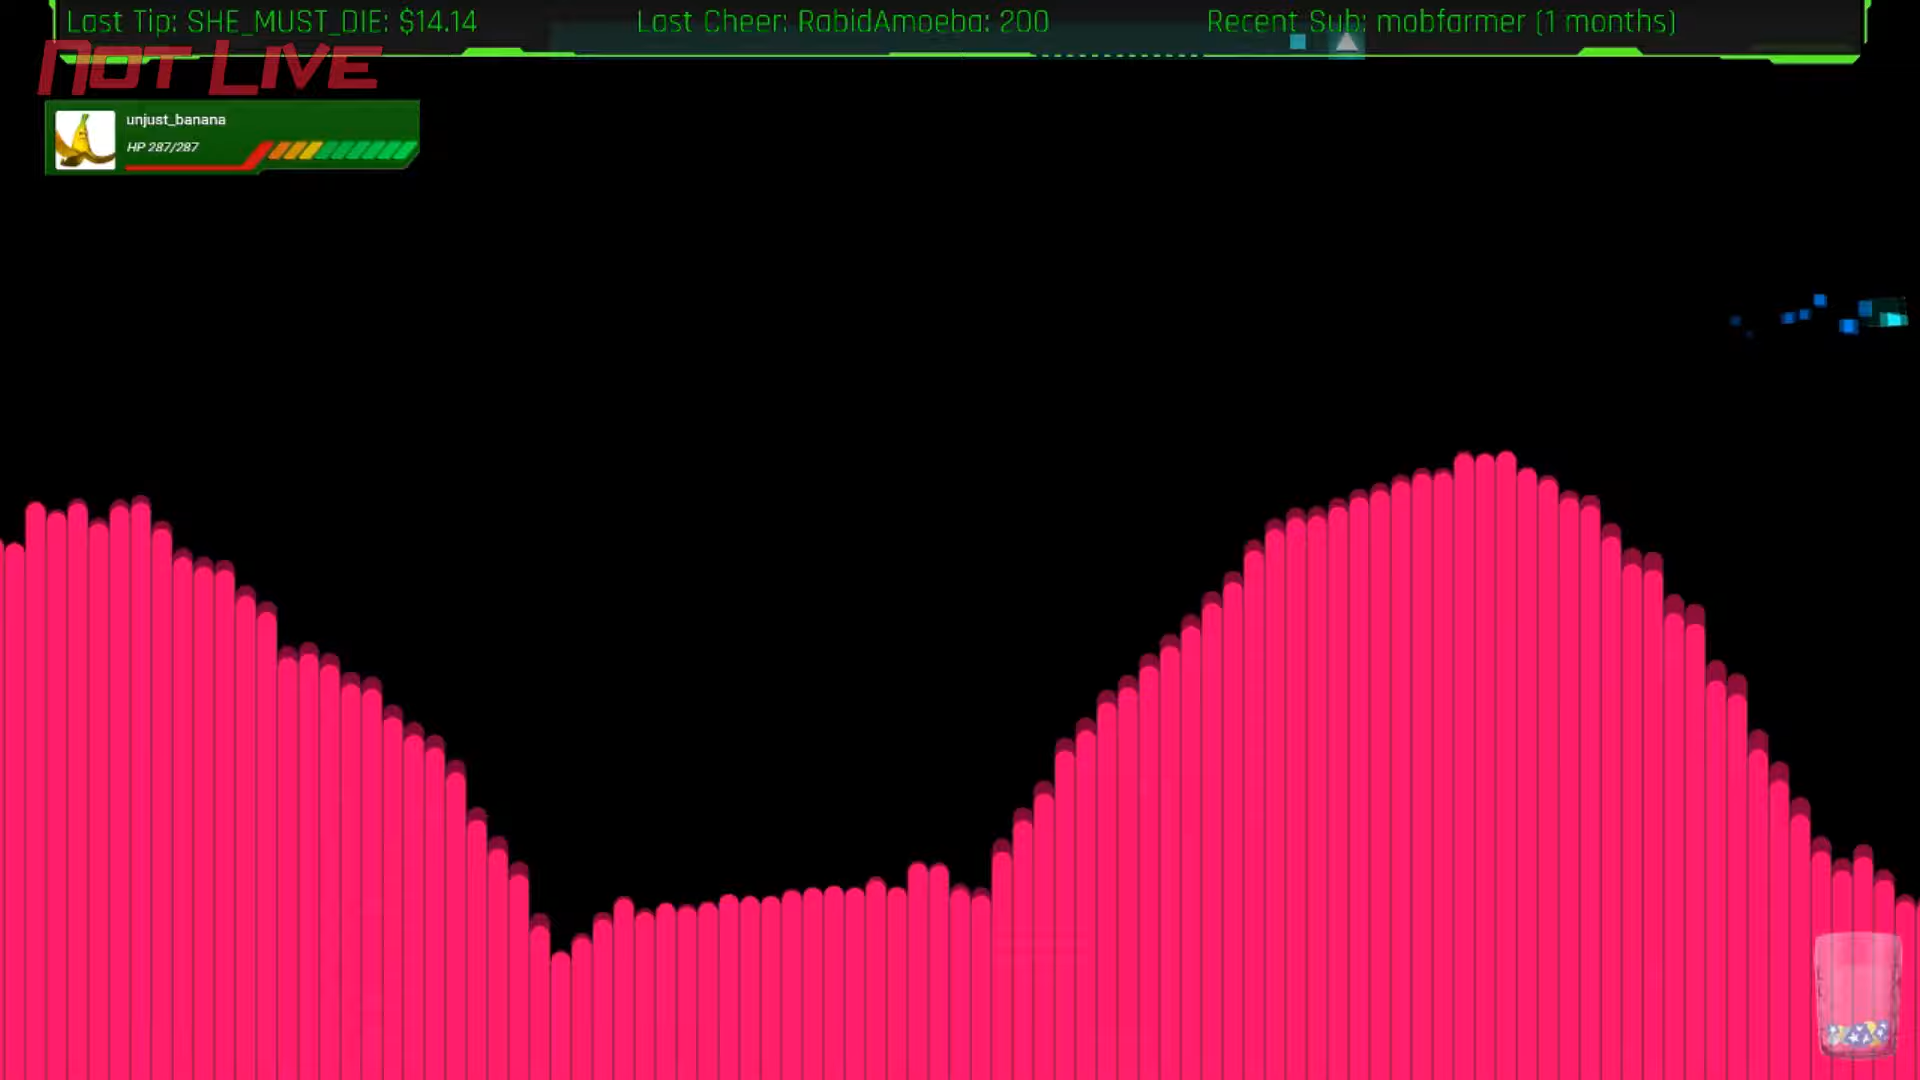 Last Tip: SHE_MUST_DIE: $14.14
Last Cheer: RabidAmoeba: 200
Recent Sub: mobfarmer (1 months)
NOT LIVE
unjust_banana
HP 287/287